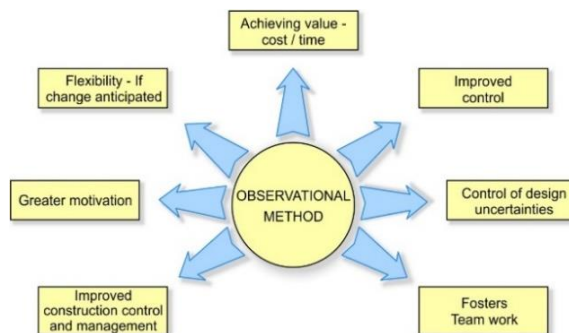 Achieving value -
cost / time
Flexibility - If
change anticipated
Improved
control
Greater motivation
OBSERVATIONAL
METHOD
Control of design
uncertainties
Improved
construction control
and management
Fosters
Team work